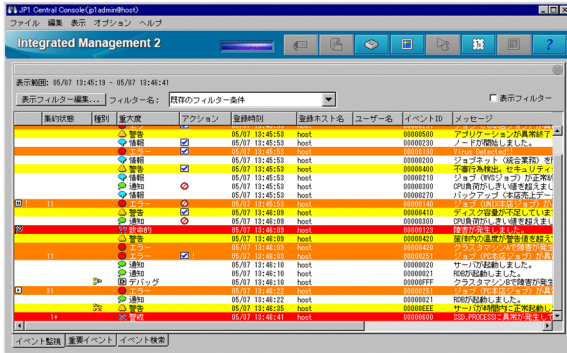 JP1 Central Console(jp1admin@host)
ファイル 編集 表示 オプション ヘルプ
Integrated Management 2
表示範囲: 05/07 13:45:19 - 05/07 13:46:41
表示フィルター編集... フィルター名: 既存のフィルター条件 表示フィルター
集約状態 種別 重大度 アクション 登録時刻 登録ホスト名 ユーザー名 イベントID メッセージ
警告 05/07 13:45:53 host 00000500 アプリケーションが異常終了
情報 05/07 13:45:53 host 00000230 ノードが開始しました。
エラー 05/07 13:45:53 host 00000130 Virus Detected!!
情報 05/07 13:45:53 host 00000200 ジョブネット(統合業務)を
警告 05/07 13:45:53 host 00000400 不審行為検出。セキュリティ
情報 05/07 13:45:53 host 00000210 ジョブ(MVSジョブ)が正常
通知 05/07 13:45:53 host 00000300 CPU負荷がしきい値を超えまし
情報 05/07 13:45:53 host 00000270 バックアップ(本店売上デー
11 エラー 05/07 13:45:53 host 00000140 ジョブ(UNIX本店ジョブ)が
警告 05/07 13:46:09 host 00000410 ディスク容量が不足していま
通知 05/07 13:46:09 host 00000300 CPU負荷がしきい値を超えまし
致命的 05/07 13:46:09 host 00000123 障害が発生しました。
警告 05/07 13:46:09 host 00000420 筐体内の温度が警告値を超え
エラー 05/07 13:46:09 host 00000420 クラスタマシンAで障害が発
11 エラー 05/07 13:46:09 host 00000251 ジョブ(PC本店ジョブ)が異
通知 05/07 13:46:10 host 00000020 サーバが起動しました。
通知 05/07 13:46:10 host 00000021 RDBが起動しました。
デバッグ 05/07 13:46:10 host 00000FFF クラスタマシンBで障害が発生
31 エラー 05/07 13:46:22 host 00000251 ジョブ(PC本店ジョブ)が異
通知 05/07 13:46:22 host 00000021 RDBが起動しました。
警告 05/07 13:46:35 host 00000EEE サーバが時間内に正常起動し
1+ 警戒 05/07 13:46:41 host 00000600 SSO.PROCESSに異常が発生して
イベント監視 重要イベント イベント検索